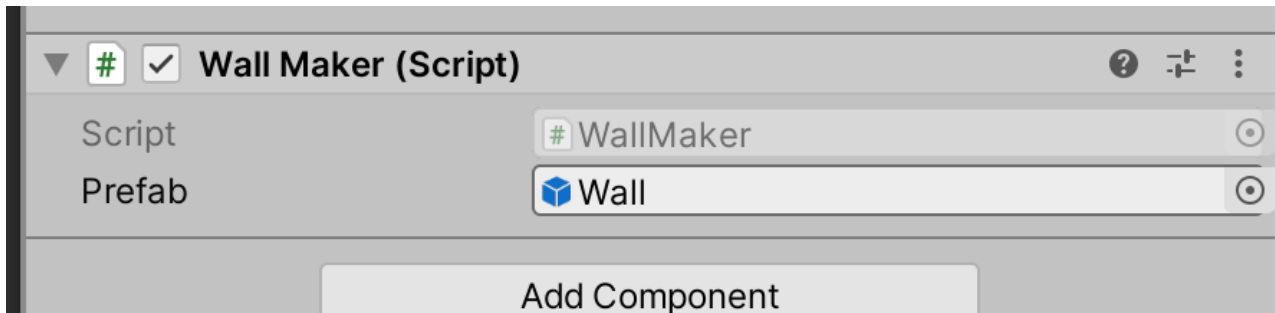 # Wall Maker (Script)
Script # WallMaker
Prefab Wall
Add Component